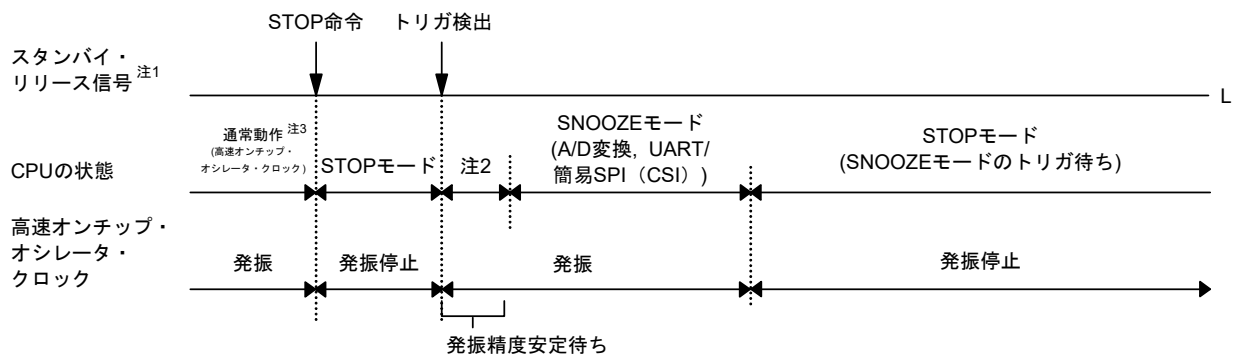 STOP命令
トリガ検出
スタンバイ・
リリース信号 注1
L
通常動作 注3
(高速オンチップ・
オシレータ・クロック)
SNOOZEモード
(A/D変換, UART/
簡易SPI（CSI）)
STOPモード
(SNOOZEモードのトリガ待ち)
CPUの状態
STOPモード
注2
高速オンチップ・
オシレータ・
クロック
発振
発振停止
発振
発振停止
発振精度安定待ち